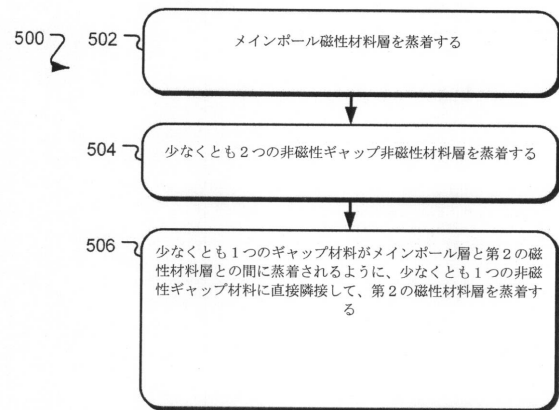 500
502
メインポール磁性材料層を蒸着する
504
少なくとも2つの非磁性ギャップ非磁性材料層を蒸着する
506
少なくとも1つのギャップ材料がメインポール層と第2の磁
性材料層との間に蒸着されるように、少なくとも1つの非磁
性ギャップ材料に直接隣接して、第2の磁性材料層を蒸着す
る